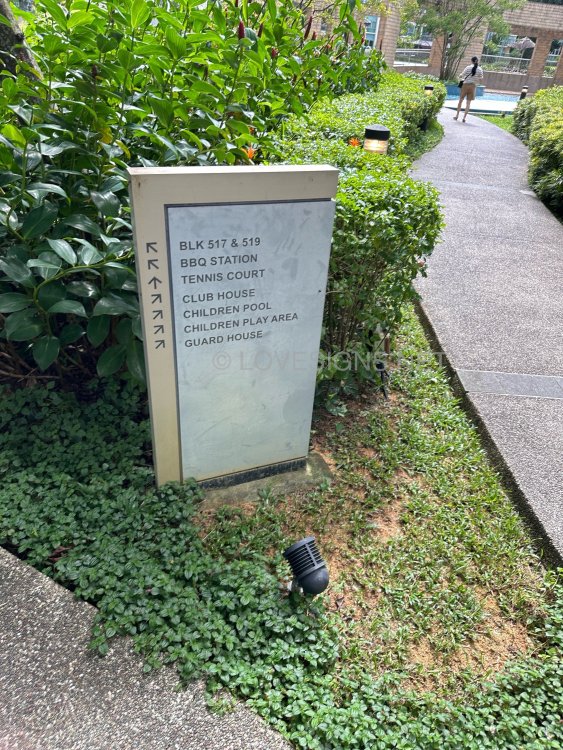 BLK 517 & 519
BBQ STATION
TENNIS COURT
CLUB HOUSE
CHILDREN POOL
CHILDREN PLAY AREA
GUARD HOUSE